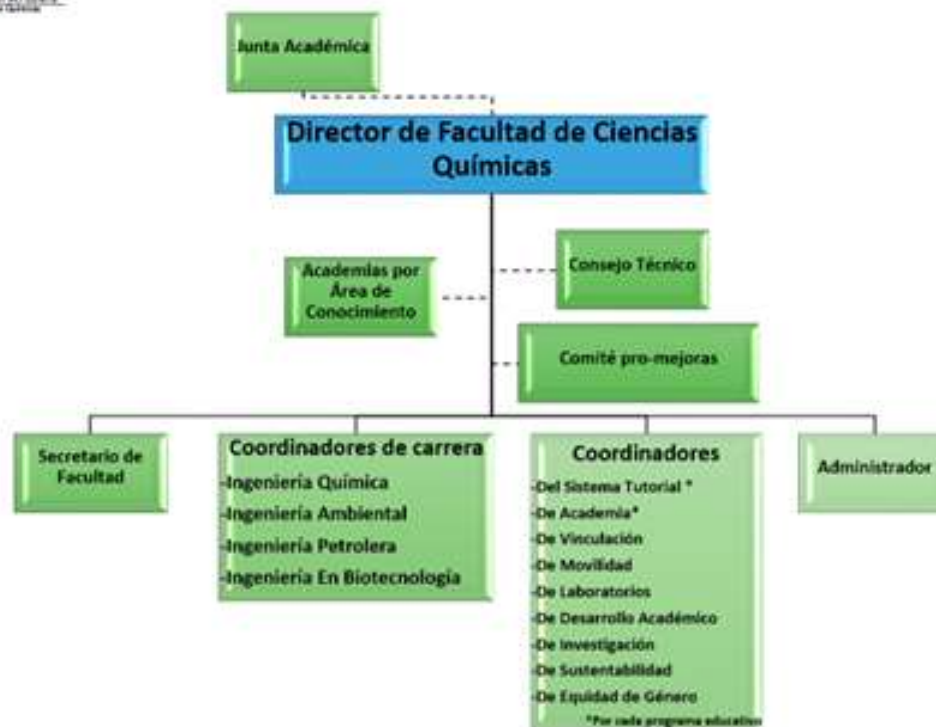 Junta Académica
Director de Facultad de Ciencias
Químicas
Academias por
Área de
Conocimiento
Consejo Técnico
Comité pro-mejoras
Secretario de
Facultad
Coordinadores de carrera
-Ingeniería Química
-Ingeniería Ambiental
-Ingeniería Petrolera
-Ingeniería En Biotecnología
Coordinadores
-Del Sistema Tutorial *
-De Academia*
-De Vinculación
-De Movilidad
-De Laboratorios
-De Desarrollo Académico
-De Investigación
-De Sustentabilidad
-De Equidad de Género
*Por cada programa educativo
Administrador